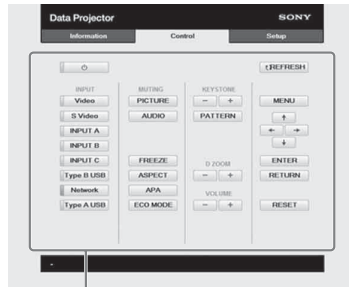 Data Projector
SONY
Information
Control
Setup
REFRESH
INPUT
MUTING
KEYSTONE
Video
PICTURE
- +
MENU
S Video
AUDIO
PATTERN
INPUT A
INPUT B
INPUT C
FREEZE
D ZOOM
ENTER
Type B USB
ASPECT
- +
RETURN
Network
APA
VOLUME
Type A USB
ECO MODE
- +
RESET